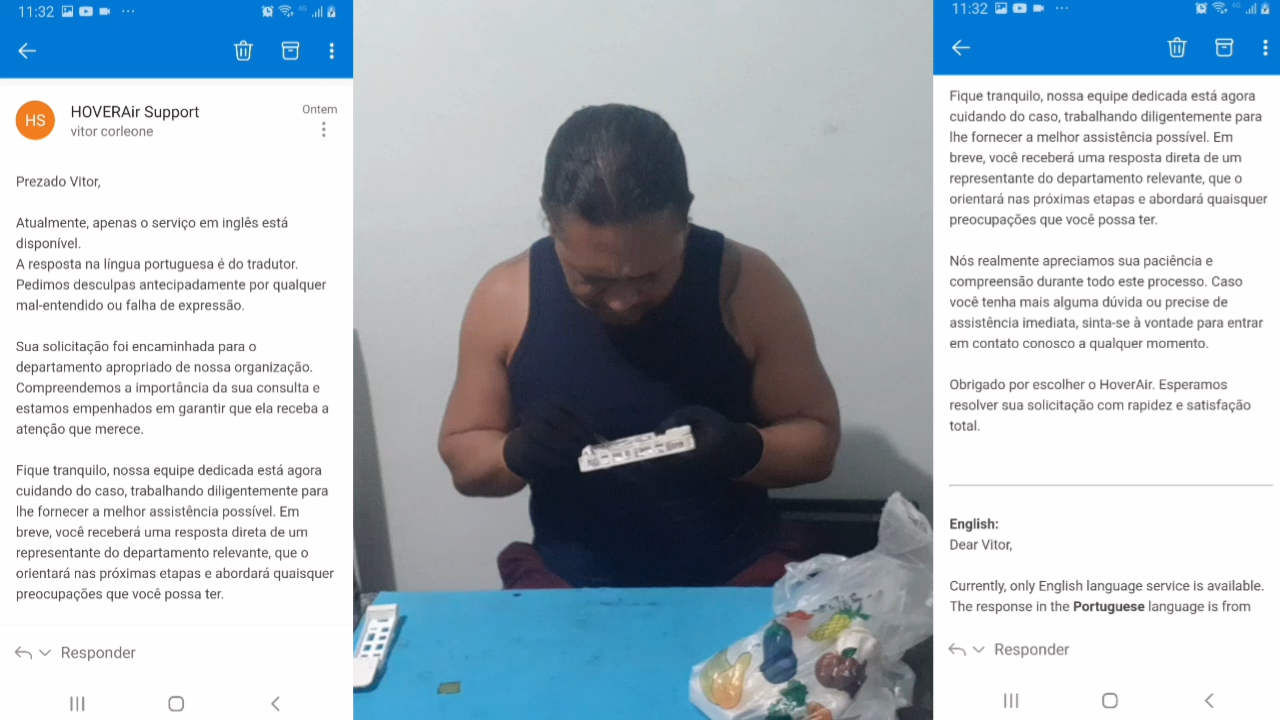 11:32
4G
HS
HOVERAir Support
Ontem
vitor corleone
Prezado Vitor,
Atualmente, apenas o serviço em inglês está
disponível.
A resposta na língua portuguesa é do tradutor.
Pedimos desculpas antecipadamente por qualquer
mal-entendido ou falha de expressão.
Sua solicitação foi encaminhada para o
departamento apropriado de nossa organização.
Compreendemos a importância da sua consulta e
estamos empenhados em garantir que ela receba a
atenção que merece.
Fique tranquilo, nossa equipe dedicada está agora
cuidando do caso, trabalhando diligentemente para
lhe fornecer a melhor assistência possível. Em
breve, você receberá uma resposta direta de um
representante do departamento relevante, que o
orientará nas próximas etapas e abordará quaisquer
preocupações que você possa ter.
Responder
11:32
4G
Fique tranquilo, nossa equipe dedicada está agora
cuidando do caso, trabalhando diligentemente para
lhe fornecer a melhor assistência possível. Em
breve, você receberá uma resposta direta de um
representante do departamento relevante, que o
orientará nas próximas etapas e abordará quaisquer
preocupações que você possa ter.
Nós realmente apreciamos sua paciência e
compreensão durante todo este processo. Caso
você tenha mais alguma dúvida ou precise de
assistência imediata, sinta-se à vontade para entrar
em contato conosco a qualquer momento.
Obrigado por escolher o HoverAir. Esperamos
resolver sua solicitação com rapidez e satisfação
total.
English:
Dear Vitor,
Currently, only English language service is available.
The response in the Portuguese language is from
Responder